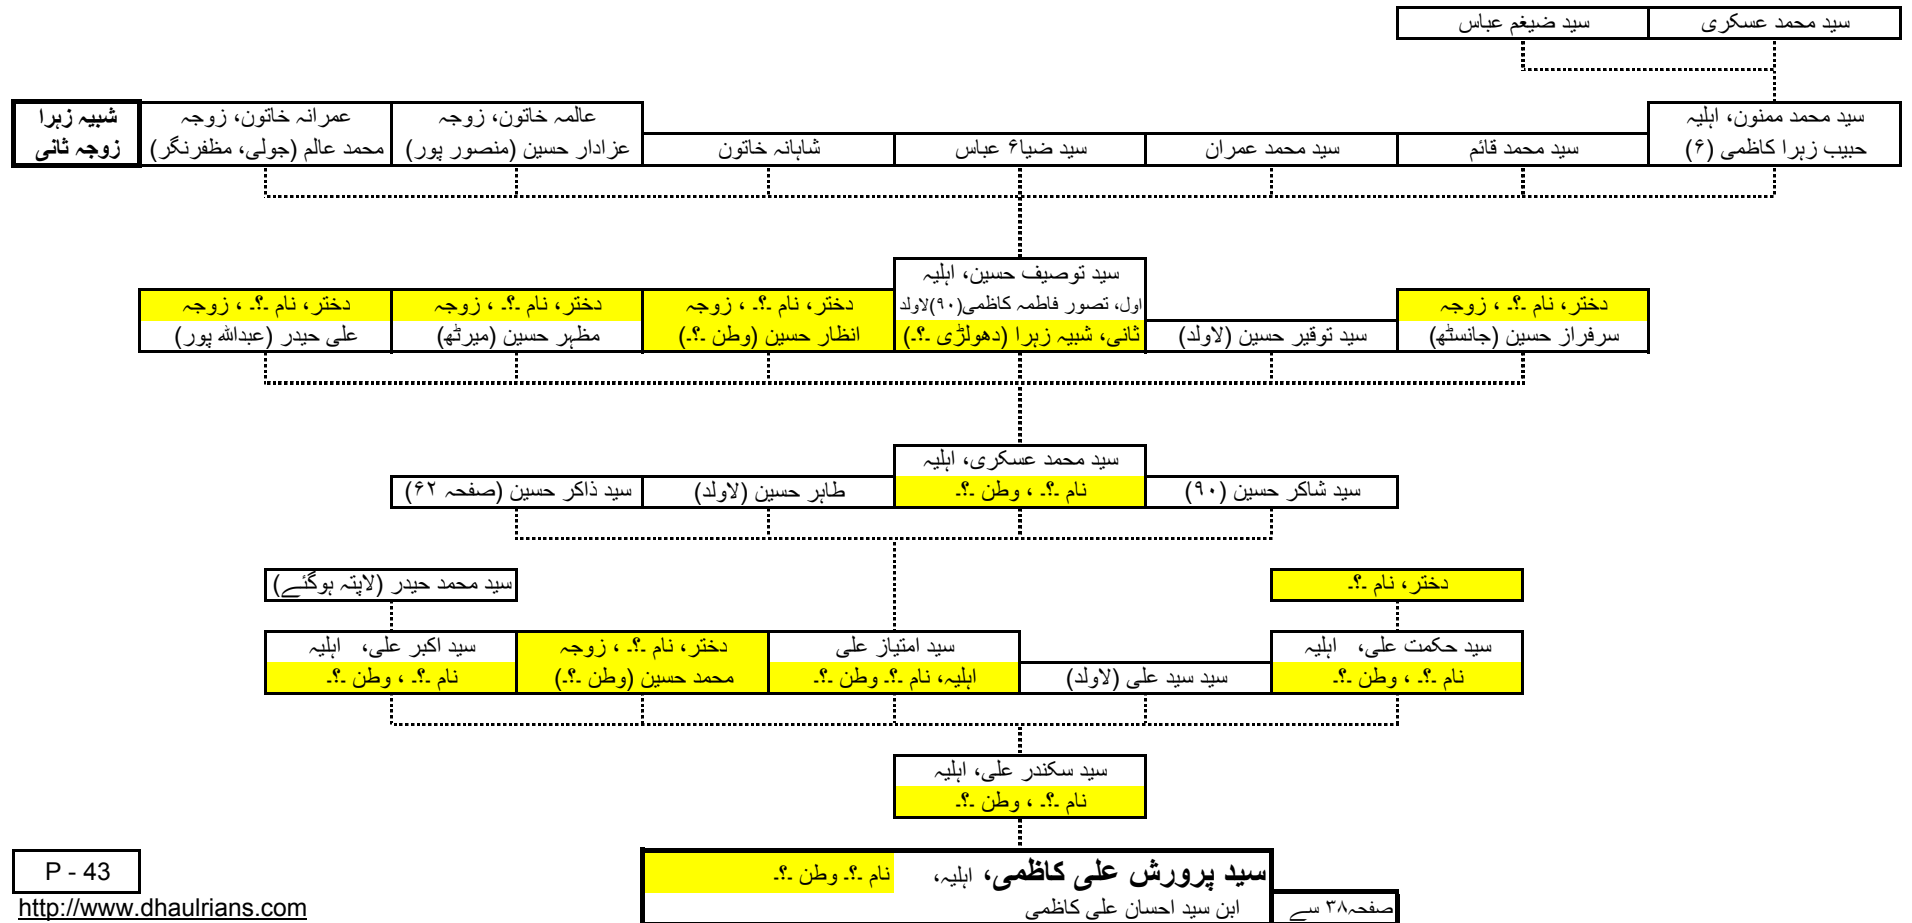 سید محمد عسکری
سید ضیغم عباس
سید محمد ممنون، اہلیہ
حبیب زہرا کاظمی (۶)
سید محمد قائم
سید محمد عمران
سید ضیا۶ عباس
شاہانہ خاتون
عالمہ خاتون، زوجہ
عزادار حسین (منصور پور)
عمرانہ خاتون، زوجہ
محمد عالم (جولی، مظفرنگر)
شبیہ زہرا
زوجہ ثانی
دختر، نام ۔؟۔ ، زوجہ
سرفراز حسین (جانسٹھ)
سید توقیر حسین (لاولد)
سید توصیف حسین، اہلیہ
اول، تصور فاطمہ کاظمی(۹۰)لاولد
ثانی، شبیہ زہرا (دھولڑی ۔؟۔)
دختر، نام ۔؟۔ ، زوجہ
انظار حسین (وطن ۔؟۔)
دختر، نام ۔؟۔ ، زوجہ
مظہر حسین (میرٹھ)
دختر، نام ۔؟۔ ، زوجہ
علی حیدر (عبداللہ پور)
سید شاکر حسین (۹۰)
سید محمد عسکری، اہلیہ
نام ۔؟۔ ، وطن ۔؟۔
طاہر حسین (لاولد)
سید ذاکر حسین (صفحہ ۶۲)
دختر، نام ۔؟۔
سید محمد حیدر (لاپتہ ہوگئے)
سید حکمت علی، اہلیہ
نام ۔؟۔ ، وطن ۔؟۔
سید سید علی (لاولد)
سید امتیاز علی
اہلیہ، نام ۔؟۔ وطن ۔؟۔
دختر، نام ۔؟۔ ، زوجہ
محمد حسین (وطن ۔؟۔)
سید اکبر علی، اہلیہ
نام ۔؟۔ ، وطن ۔؟۔
سید سکندر علی، اہلیہ
نام ۔؟۔ ، وطن ۔؟۔
سید پرورش علی کاظمی، اہلیہ، نام ۔؟۔ وطن ۔؟۔
ابن سید احسان علی کاظمی
صفحہ۳۸ سے
P - 43
http://www.dhaulrians.com